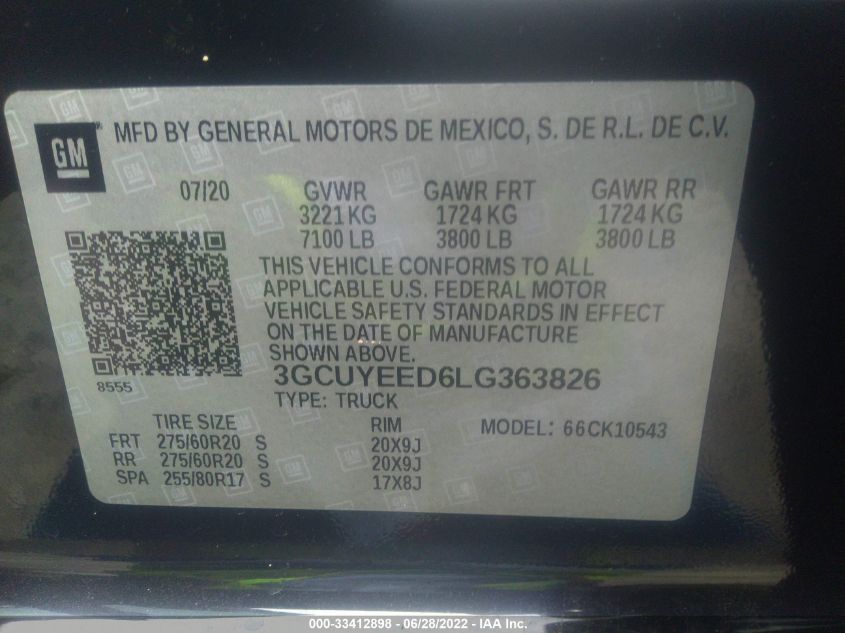 GM ® MFD BY GENERAL MOTORS DE MEXICO, S. DE R.L. DE C.V.
07/20 GVWR GAWR FRT GAWR RR
3221 KG 1724 KG 1724 KG
7100 LB 3800 LB 3800 LB
THIS VEHICLE CONFORMS TO ALL
APPLICABLE U.S. FEDERAL MOTOR
VEHICLE SAFETY STANDARDS IN EFFECT
ON THE DATE OF MANUFACTURE
SHOWN ABOVE.
8555
3GCUYEED6LG363826
TYPE: TRUCK
TIRE SIZE RIM MODEL: 66CK10543
FRT 275/60R20 S 20X9J
RR 275/60R20 S 20X9J
SPA 255/80R17 S 17X8J
000-33412898 - 06/28/2022 - IAA Inc.